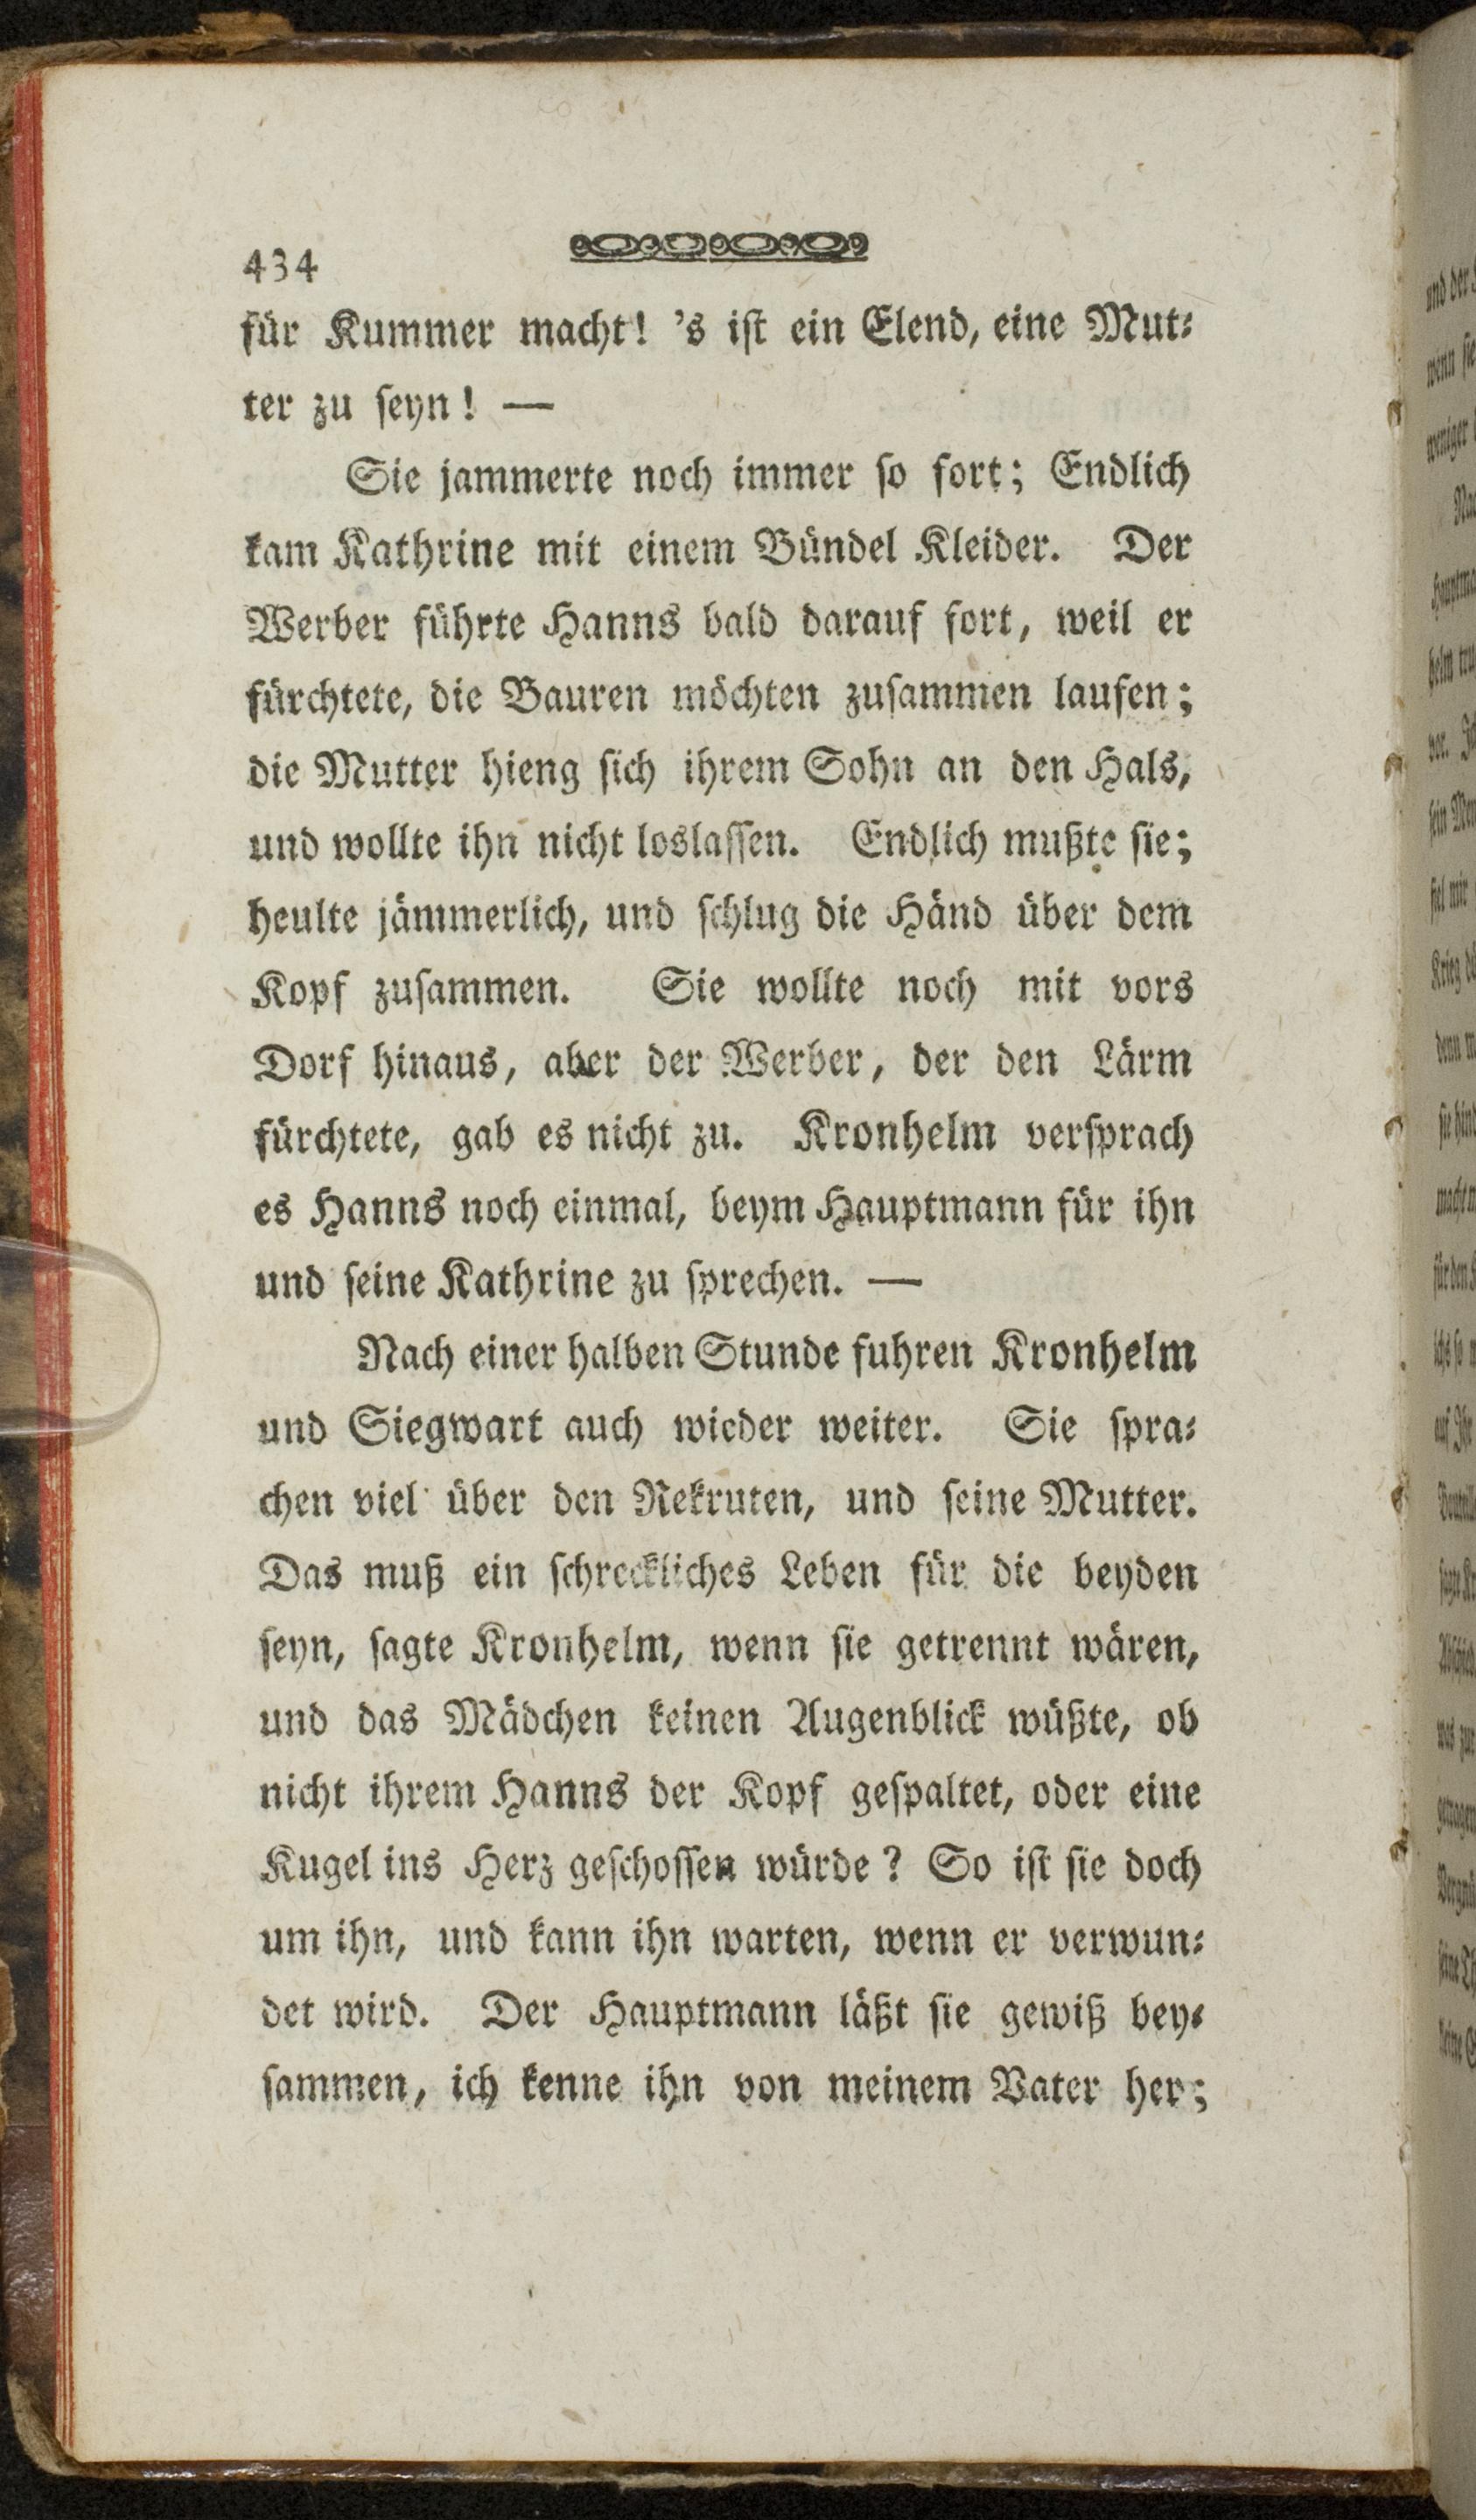 434
für Kummer macht! 's iſt ein Elend, eine Mut⸗
ter zu ſeyn! —
Sie jammerte noch immer ſo fort; Endlich
kam Kathrine mit einem Bündel Kleider. Der
Werber führte Hanns bald darauf fort, weil er
fürchtete, die Bauren möchten zuſammen laufen;
die Mutter hieng ſich ihrem Sohn an den Hals,
und wollte ihn nicht loslaſſen. Endlich mußte ſie;
heulte jämmerlich, und ſchlug die Händ über dem
Kopf zuſammen. Sie wollte noch mit vors
Dorf hinaus, aber der Werber, der den Lärm
fürchtete, gab es nicht zu. Kronhelm verſprach
es Hanns noch einmal, beym Hauptmann für ihn
und ſeine Kathrine zu ſprechen. —
Nach einer halben Stunde fuhren Kronhelm
und Siegwart auch wieder weiter. Sie ſpra⸗
chen viel über den Rekruten, und ſeine Mutter.
Das muß ein ſchreckliches Leben für die beyden
ſeyn, ſagte Kronhelm, wenn ſie getrennt wären,
und das Mädchen keinen Augenblick wüßte, ob
nicht ihrem Hanns der Kopf geſpaltet, oder eine
Kugel ins Herz geſchoſſen würde? So iſt ſie doch
um ihn, und kann ihn warten, wenn er verwun⸗
det wird. Der Hauptmann läßt ſie gewiß bey⸗
ſammen, ich kenne ihn von meinem Vater her;